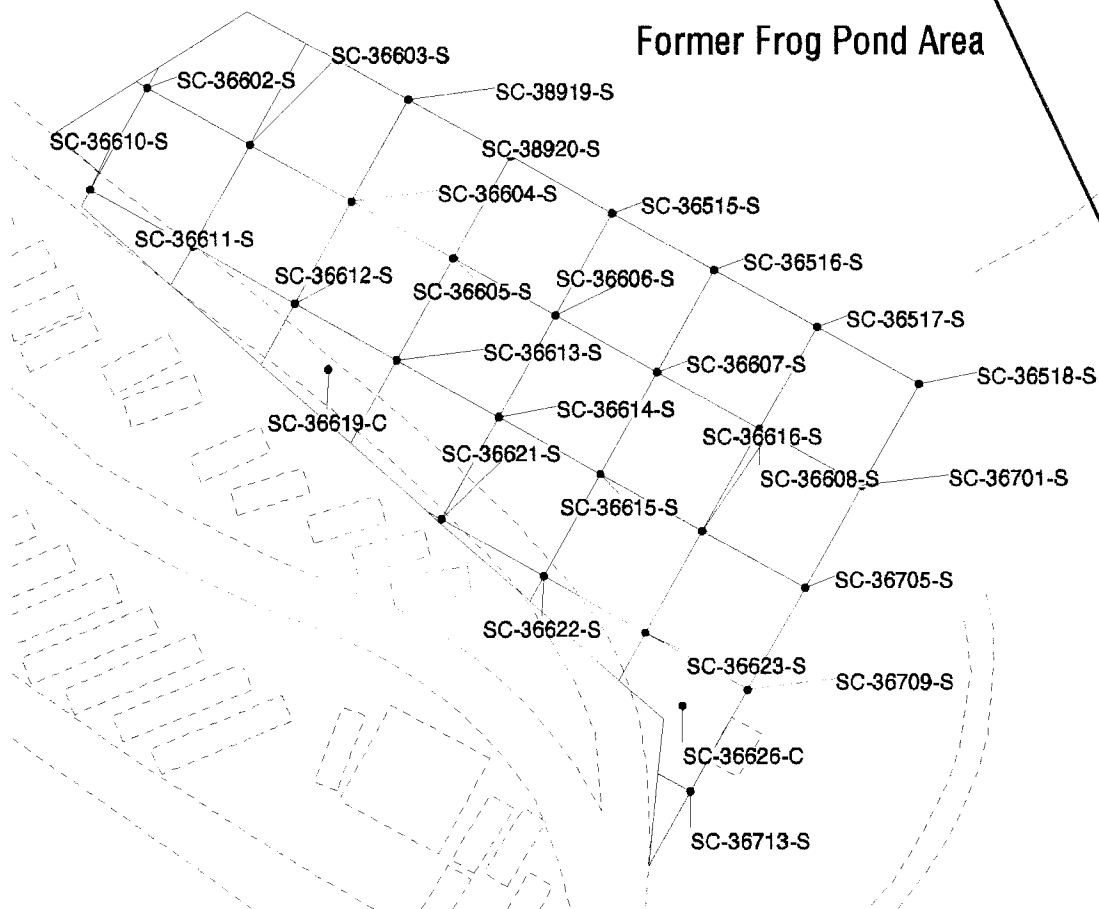 Former Frog Pond Area
SC-36603-S
SC-36602-S
SC-38919-S
SC-36610-S
SC-38920-S
SC-36604-S
SC-36515-S
SC-36611-S
SC-36516-S
SC-36612-S
SC-36606-S
SC-36605-S
SC-36517-S
SC-36613-S
SC-36607-S
SC-36518-S
SC-36614-S
SC-36619-C
SC-36616-S
SC-36621-S
SC-36608-S
SC-36701-S
SC-36615-S
SC-36705-S
SC-36622-S
SC-36623-S
SC-36709-S
SC-36626-C
SC-36713-S